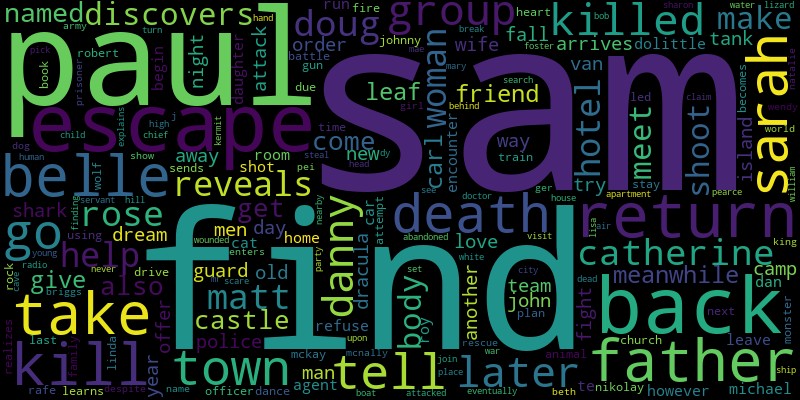 named
discovers
group
killed
make
run
fire
heart
bob
water
lizard
sharon
hand
army
turn
break
doug
johnny
fall
arrives
dolittle
tank
order
wife
battle
gun
robert
begin
night
attack
daughter
pick
book
prisoner
paul
sam
woman
van
sarah
escape
due
mae
mary
foster
search
behind
leaf
friend
hotel
shoot
becomes
natalie
island
wendy
world
claim
led
meet
child
chief
high
j
explains
time
girl
kermit
come
carl
encounter
way
train
dog
show
steal
dy
head
human
wolf
away
room
new
belle
sends
shot
pei
reveals
try
stay
pearce
william
shark
using
danny
car
attempt
see
doctor
ger
house
apartment
death
return
servant
hill
rose
get
nearby
finding
go
young
dream
men
day
home
cat
enters
love
abandoned
visit
lisa
air
king
wounded
party
dracula
another
white
city
team
catherine
help
guard
old
body
john
plan
meanwhile
camp
dan
rock
radio
cave
never
give
drive
mr
scare
find
back
monster
also
offer
matt
set
roy
fight
dead
next
realizes
take
briggs
castle
refuse
rescue
war
animal
church
leave
last
linda
police
upon
mckay
mcnally
join
place
te
nikolay
father
family
year
town
man
tell
later
ship
kill
rafe
learns
despite
name
officer
dance
agent
boat
attacked
eventually
beth
however
michael